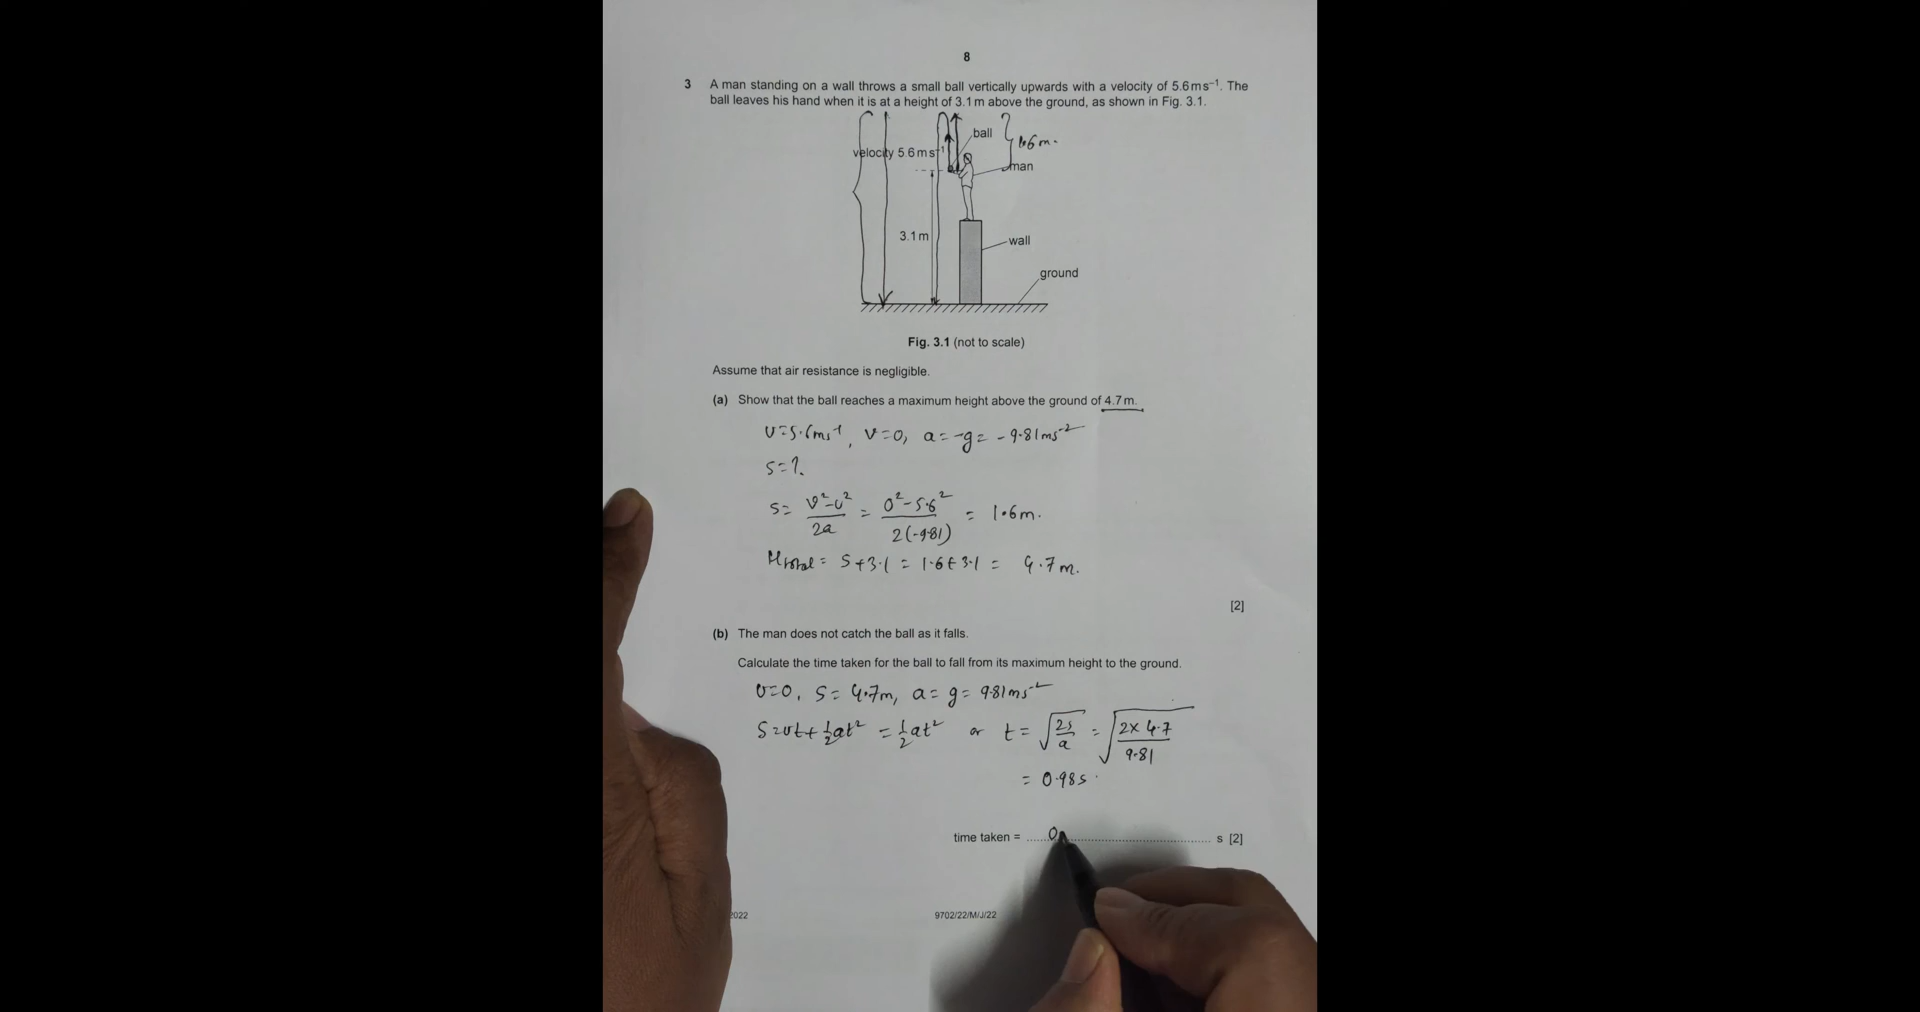 8
3 A man standing on a wall throws a small ball vertically upwards with a velocity of 5.6 m s⁻¹. The
ball leaves his hand when it is at a height of 3.1 m above the ground, as shown in Fig. 3.1.
ball
1.6 m.
velocity 5.6 m s⁻¹
man
3.1 m
wall
ground
Fig. 3.1 (not to scale)
Assume that air resistance is negligible.
(a) Show that the ball reaches a maximum height above the ground of 4.7 m.
u=5.6ms⁻¹, v=0, a=-g= -9.81ms⁻²
s=?
s= v²-u²/2a = 0²-5.6²/2(-9.81) = 1.6m.
Htotal = s+3.1 = 1.6+3.1 = 4.7m.
[2]
(b) The man does not catch the ball as it falls.
Calculate the time taken for the ball to fall from its maximum height to the ground.
u=0, s= 4.7m, a= g= 9.81ms⁻²
s=ut+½at² = ½at² or t= √(2s/a) = √(2×4.7/9.81)
= 0.98s.
time taken = ....0........................ s [2]
2022
9702/22/M/J/22